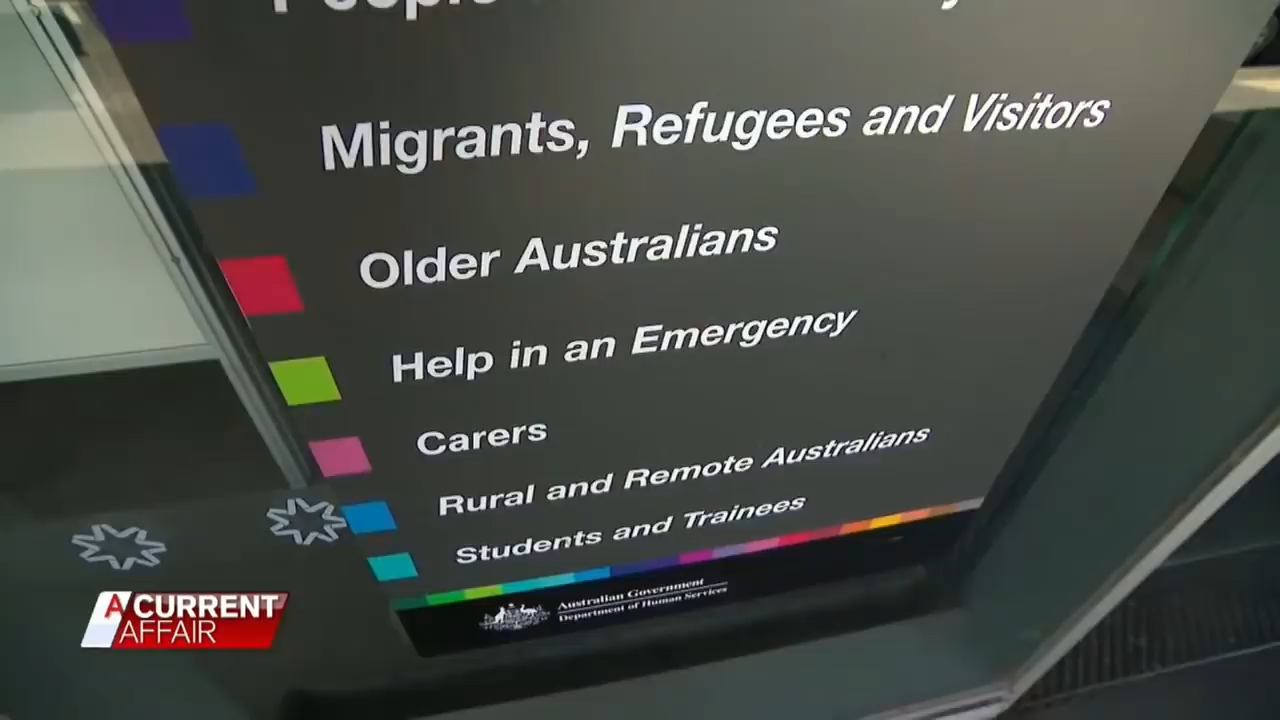 People
Migrants, Refugees and Visitors
Older Australians
Help in an Emergency
Carers
Rural and Remote Australians
Students and Trainees
Australian Government
Department of Human Services
A CURRENT
AFFAIR